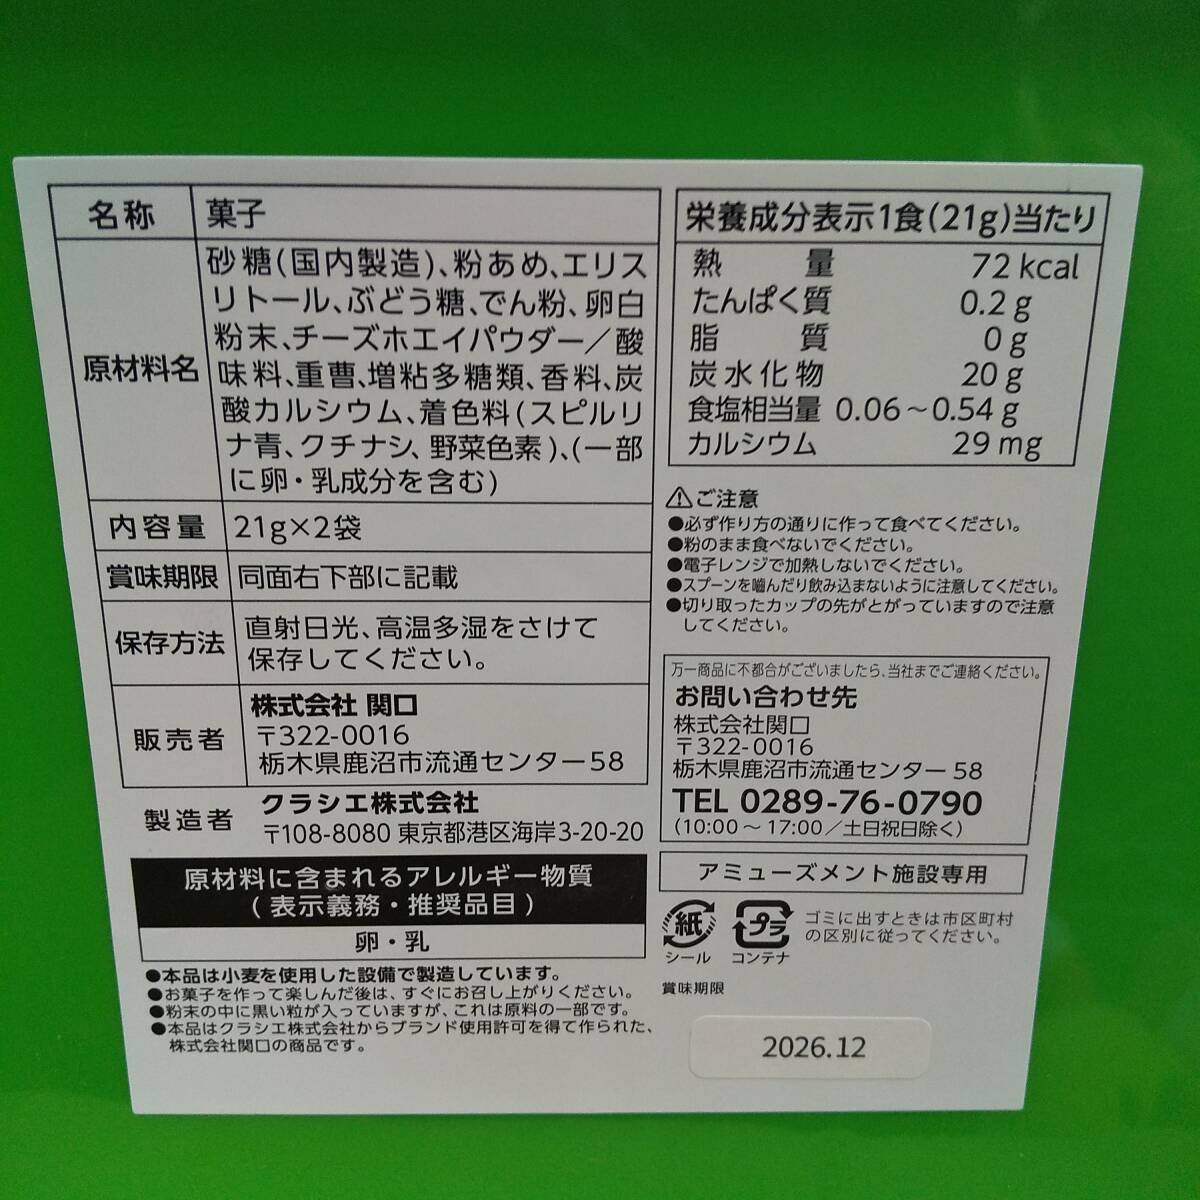 名称
菓子
原材料名
砂糖(国内製造)、粉あめ、エリス
リトール、ぶどう糖、でん粉、卵白
粉末、チーズホエイパウダー／酸
味料、重曹、増粘多糖類、香料、炭
酸カルシウム、着色料(スピルリ
ナ青、クチナシ、野菜色素)、(一部
に卵・乳成分を含む)
内容量
21g×2袋
賞味期限
同面右下部に記載
保存方法
直射日光、高温多湿をさけて
保存してください。
販売者
株式会社 関口
〒322-0016
栃木県鹿沼市流通センター58
製造者
クラシエ株式会社
〒108-8080 東京都港区海岸3-20-20
原材料に含まれるアレルギー物質
(表示義務・推奨品目)
卵・乳
●本品は小麦を使用した設備で製造しています。
●お菓子を作って楽しんだ後は、すぐにお召し上がりください。
●粉末の中に黒い粒が入っていますが、これは原料の一部です。
●本品はクラシエ株式会社からブランド使用許可を得て作られた、
株式会社関口の商品です。
栄養成分表示1食(21g)当たり
熱量 72 kcal
たんぱく質 0.2 g
脂質 0 g
炭水化物 20 g
食塩相当量 0.06～0.54 g
カルシウム 29 mg
⚠ご注意
●必ず作り方の通りに作って食べてください。
●粉のまま食べないでください。
●電子レンジで加熱しないでください。
●スプーンを嚙んだり飲み込まないように注意してください。
●切り取ったカップの先がとがっていますので注意
してください。
万一商品に不都合がございましたら、当社までご連絡ください。
お問い合わせ先
株式会社関口
〒322-0016
栃木県鹿沼市流通センター58
TEL 0289-76-0790
(10:00～17:00／土日祝日除く)
アミューズメント施設専用
紙
シール
プラ
コンテナ
ゴミに出すときは市区町村
の区別に従ってください。
賞味期限
2026.12